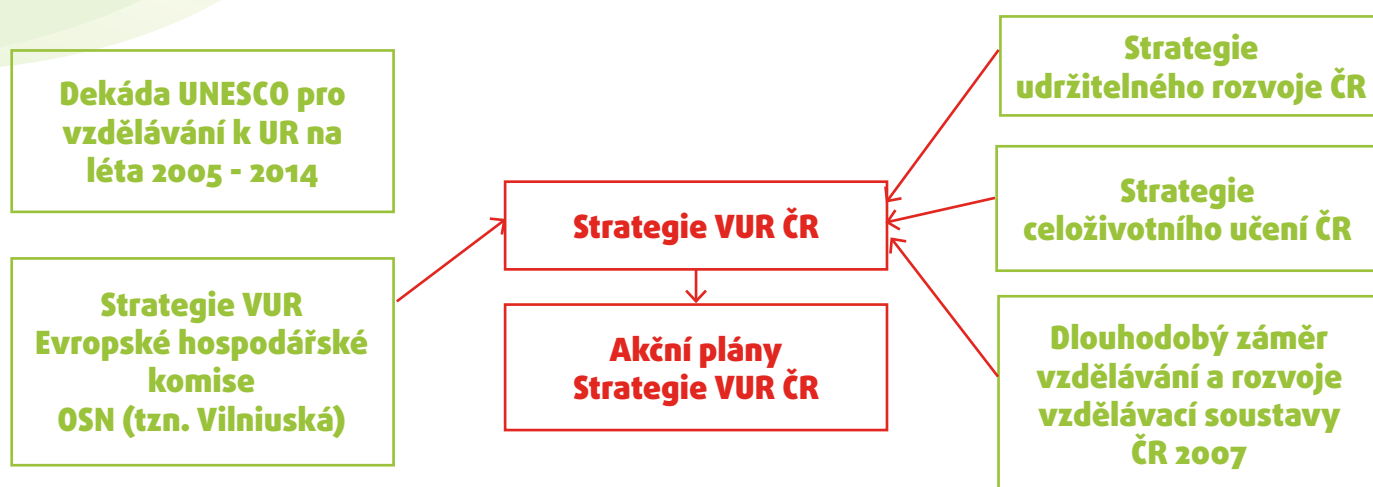 Dekáda UNESCO pro
vzdělávání k UR na
léta 2005 - 2014
Strategie VUR
Evropské hospodářské
komise
OSN (tzn. Vilniuská)
Strategie VUR ČR
Akční plány
Strategie VUR ČR
Strategie
udržitelného rozvoje ČR
Strategie
celoživotního učení ČR
Dlouhodobý záměr
vzdělávání a rozvoje
vzdělávací soustavy
ČR 2007